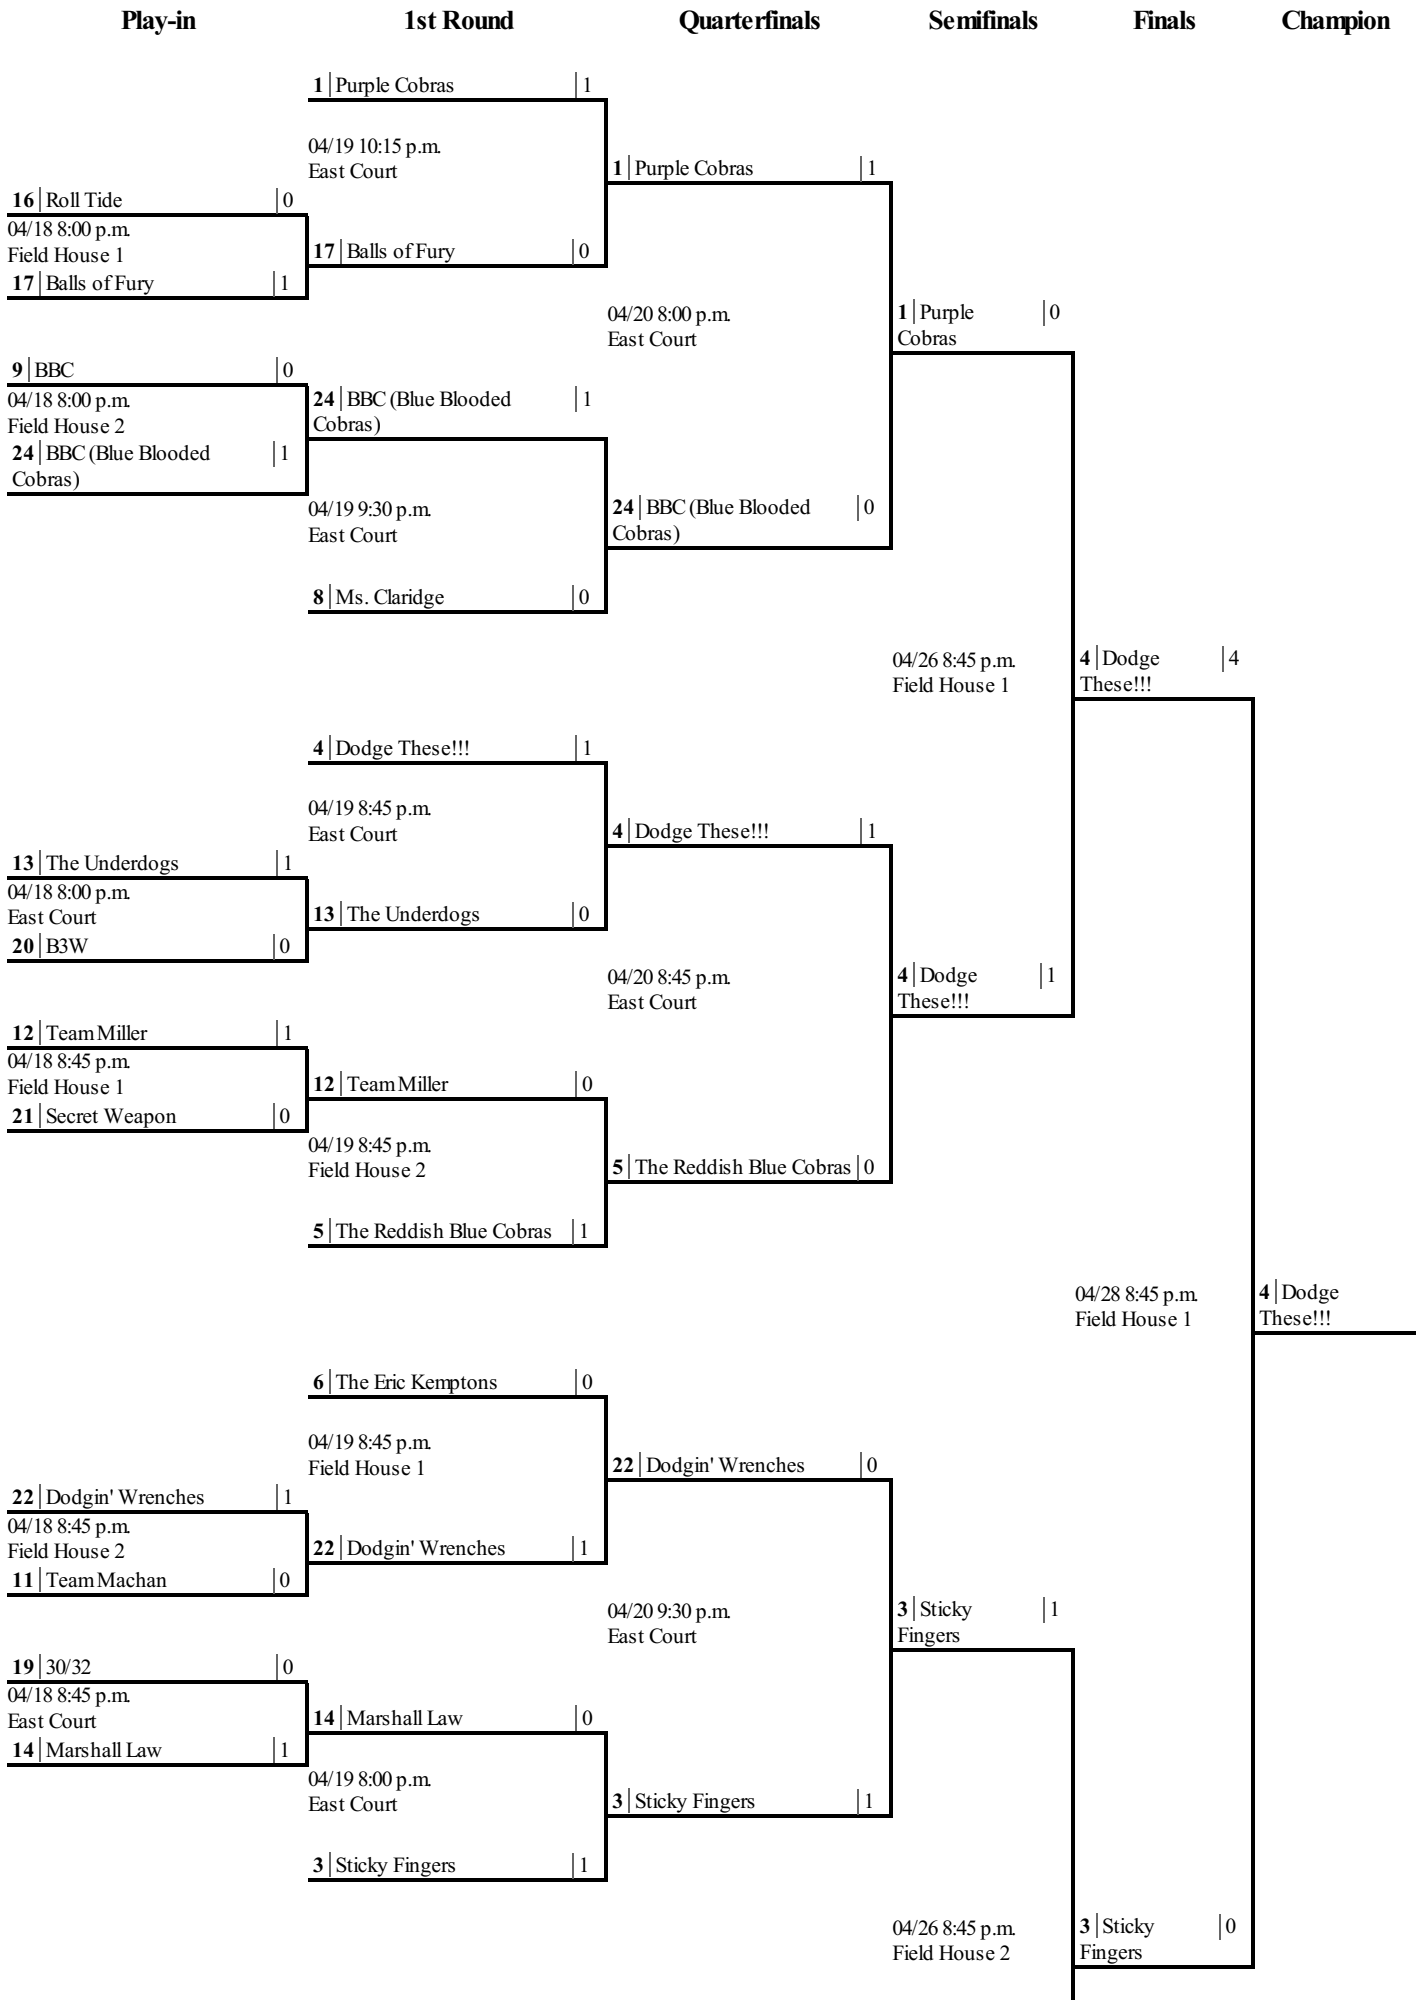 Play-in 1st Round Quarterfinals Semifinals Finals Champion
1 Purple Cobras 1
04/19 10:15 p.m.
East Court
1 Purple Cobras 1
16 Roll Tide 0
04/18 8:00 p.m.
Field House 1
17 Balls of Fury 0
17 Balls of Fury 1
04/20 8:00 p.m.
East Court
1 Purple 0
Cobras
9 BBC 0
04/18 8:00 p.m.
Field House 2
24 BBC (Blue Blooded 1
Cobras)
24 BBC (Blue Blooded 1
Cobras)
04/19 9:30 p.m.
East Court
24 BBC (Blue Blooded 0
Cobras)
8 Ms. Claridge 0
04/26 8:45 p.m.
Field House 1
4 Dodge 4
These!!!
4 Dodge These!!! 1
04/19 8:45 p.m.
East Court
4 Dodge These!!! 1
13 The Underdogs 1
04/18 8:00 p.m.
East Court
13 The Underdogs 0
20 B3W 0
04/20 8:45 p.m.
East Court
4 Dodge 1
These!!!
12 Team Miller 1
04/18 8:45 p.m.
Field House 1
12 Team Miller 0
21 Secret Weapon 0
04/19 8:45 p.m.
Field House 2
5 The Reddish Blue Cobras 0
5 The Reddish Blue Cobras 1
04/28 8:45 p.m.
Field House 1
4 Dodge
These!!!
6 The Eric Kemptons 0
04/19 8:45 p.m.
Field House 1
22 Dodgin' Wrenches 0
22 Dodgin' Wrenches 1
04/18 8:45 p.m.
Field House 2
22 Dodgin' Wrenches 1
11 Team Machan 0
04/20 9:30 p.m.
East Court
3 Sticky 1
Fingers
19 30/32 0
04/18 8:45 p.m.
East Court
14 Marshall Law 0
14 Marshall Law 1
04/19 8:00 p.m.
East Court
3 Sticky Fingers 1
3 Sticky Fingers 1
04/26 8:45 p.m.
Field House 2
3 Sticky 0
Fingers